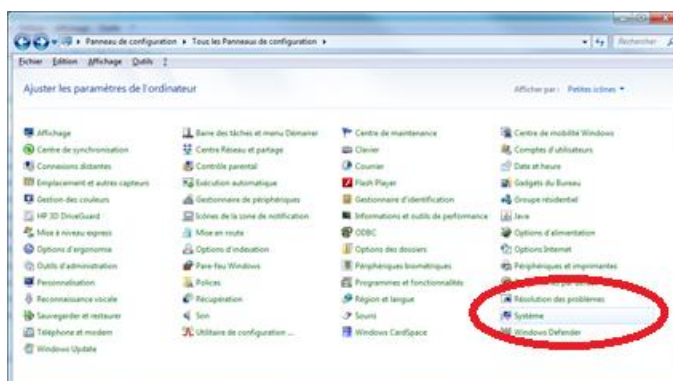 Panneau de configuration ▸ Tous les Panneaux de configuration ▸
Rechercher
Fichier Edition Affichage Outils ?
Ajuster les paramètres de l'ordinateur
Afficher par : Petites icônes
Affichage
Barre des tâches et menu Démarrer
Centre de maintenance
Centre de mobilité Windows
Centre de synchronisation
Centre Réseau et partage
Clavier
Comptes d'utilisateurs
Connexions distantes
Contrôle parental
Courrier
Date et heure
Emplacement et autres capteurs
Exécution automatique
Flash Player
Gadgets du Bureau
Gestion des couleurs
Gestionnaire de périphériques
Gestionnaire d'identification
Groupe résidentiel
HP 3D DriveGuard
Icônes de la zone de notification
Informations et outils de performance
Java
Mise à niveau express
Mise en route
ODBC
Options d'alimentation
Options d'ergonomie
Options d'indexation
Options des dossiers
Options Internet
Outils d'administration
Pare-feu Windows
Périphériques biométriques
Périphériques et imprimantes
Personnalisation
Polices
Programmes et fonctionnalités
Reconnaissance vocale
Récupération
Région et langue
Résolution des problèmes
Sauvegarder et restaurer
Son
Souris
Système
Téléphone et modem
Utilitaire de configuration ...
Windows CardSpace
Windows Defender
Windows Update